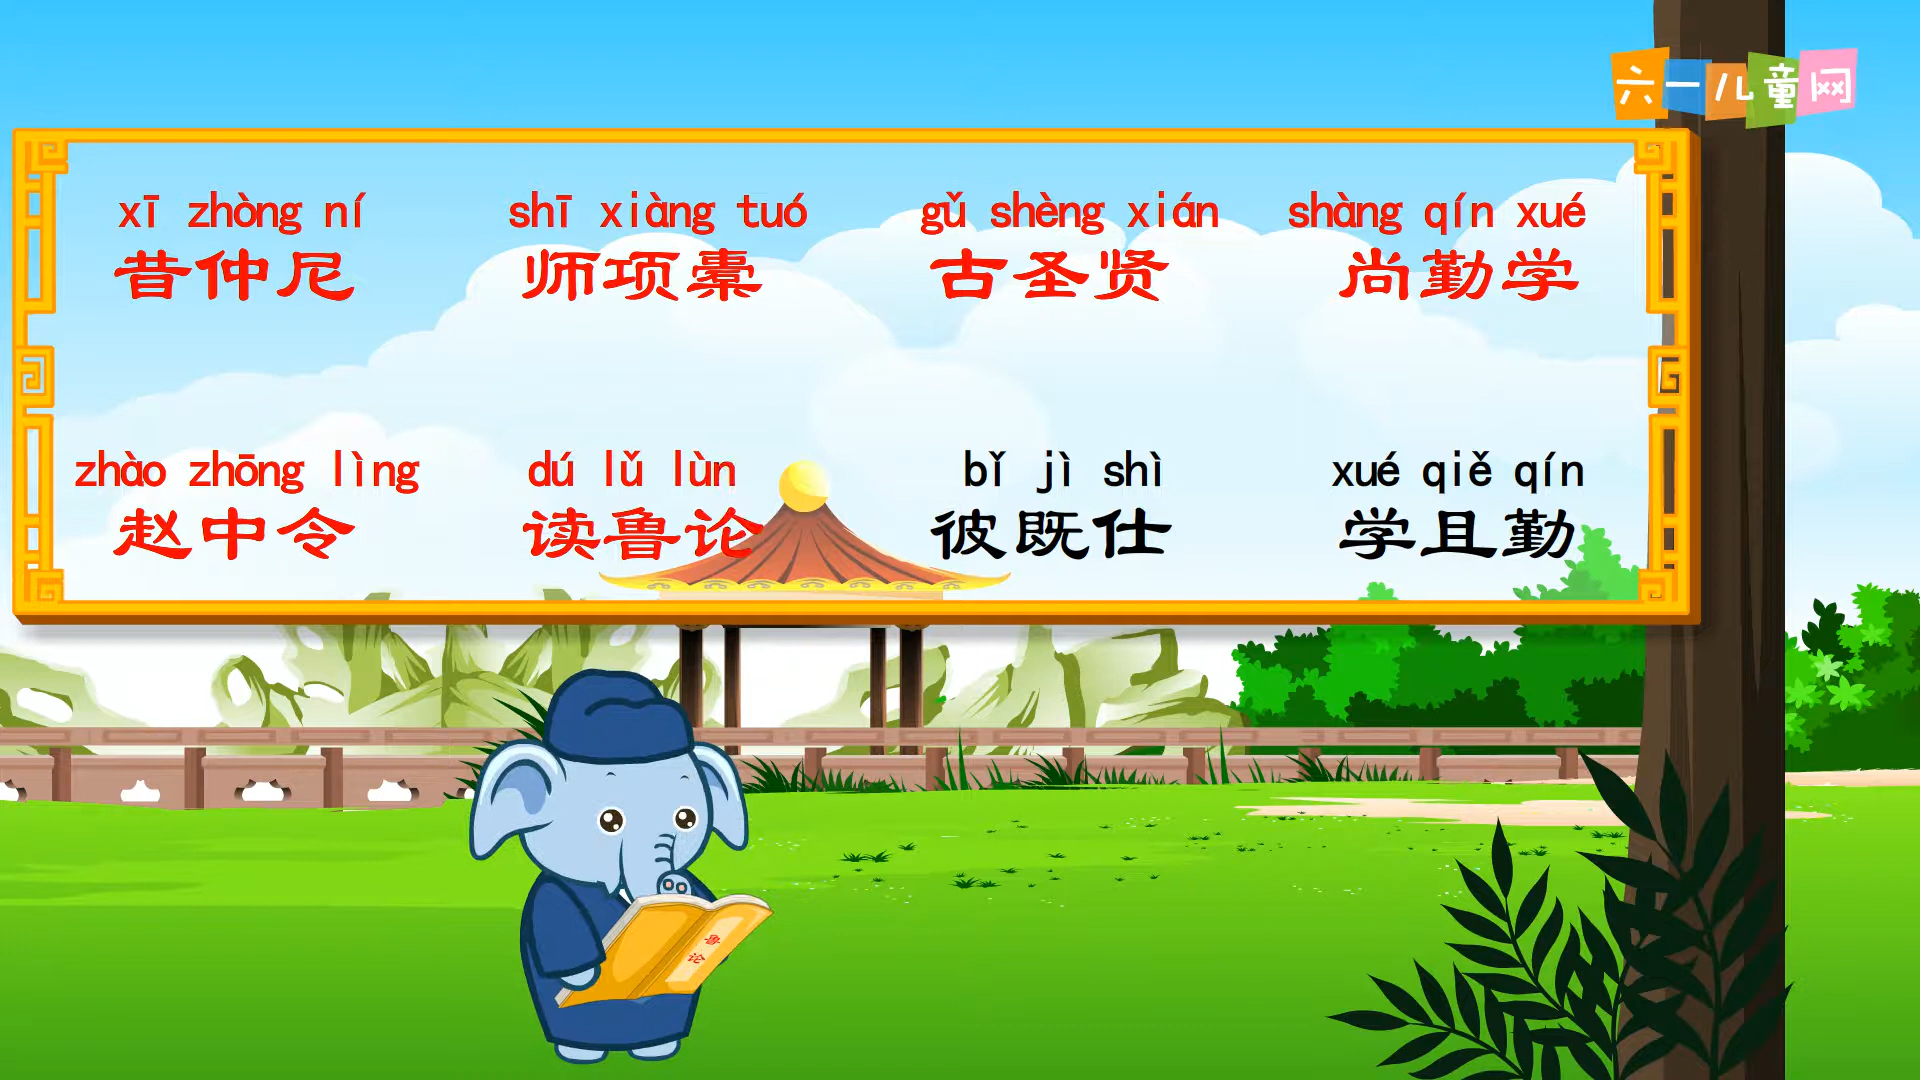 六一儿童网
xī zhòng ní shī xiàng tuó gǔ shèng xián shàng qín xué
昔仲尼 师项橐 古圣贤 尚勤学
zhào zhōng lìng dú lǔ lùn bǐ jì shì xué qiě qín
赵中令 读鲁论 彼既仕 学且勤
鲁论